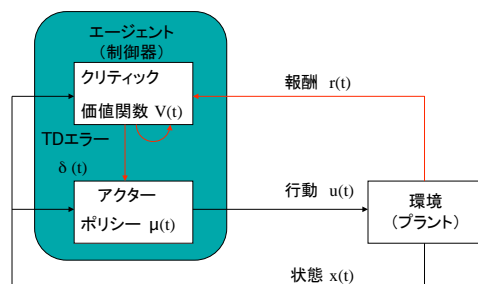 エージェント
（制御器）
クリティック
価値関数 V(t)
報酬 r(t)
TDエラー
δ (t)
アクター
ポリシー μ(t)
行動 u(t)
環境
（プラント）
状態 x(t)